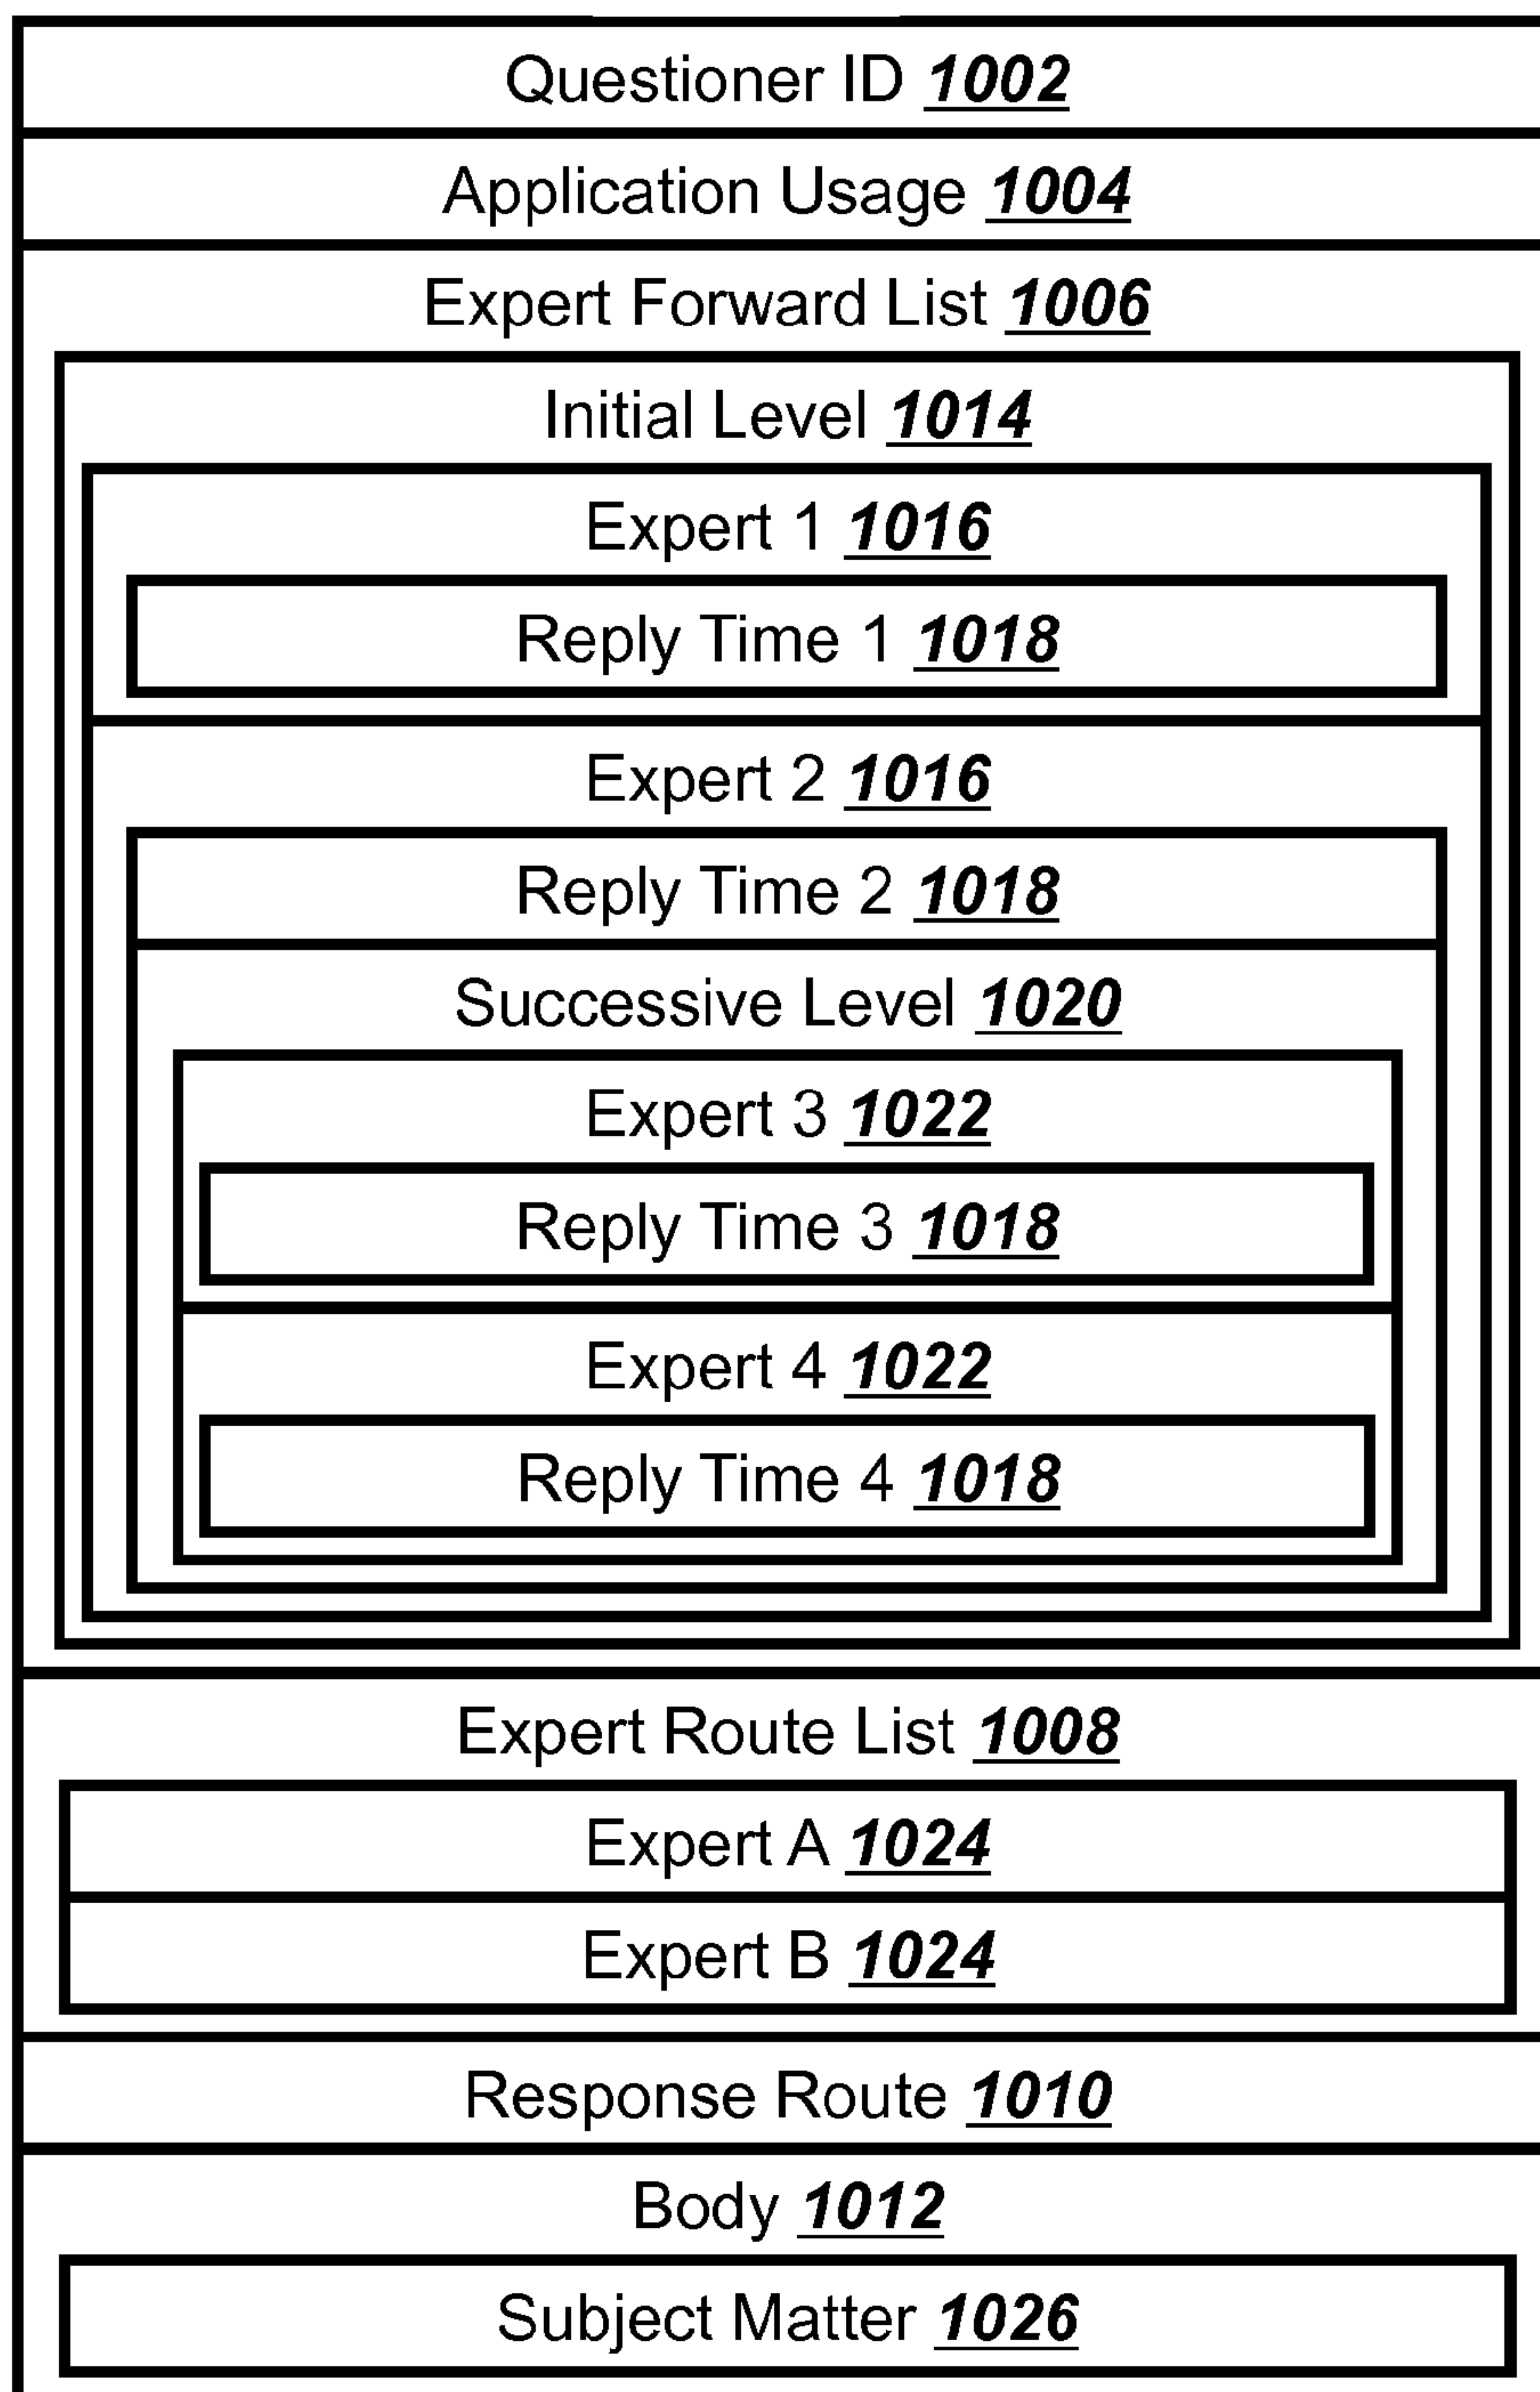 Questioner ID 1002
Application Usage 1004
Expert Forward List 1006
Initial Level 1014
Expert 1 1016
Reply Time 1 1018
Expert 2 1016
Reply Time 2 1018
Successive Level 1020
Expert 3 1022
Reply Time 3 1018
Expert 4 1022
Reply Time 4 1018
Expert Route List 1008
Expert A 1024
Expert B 1024
Response Route 1010
Body 1012
Subject Matter 1026